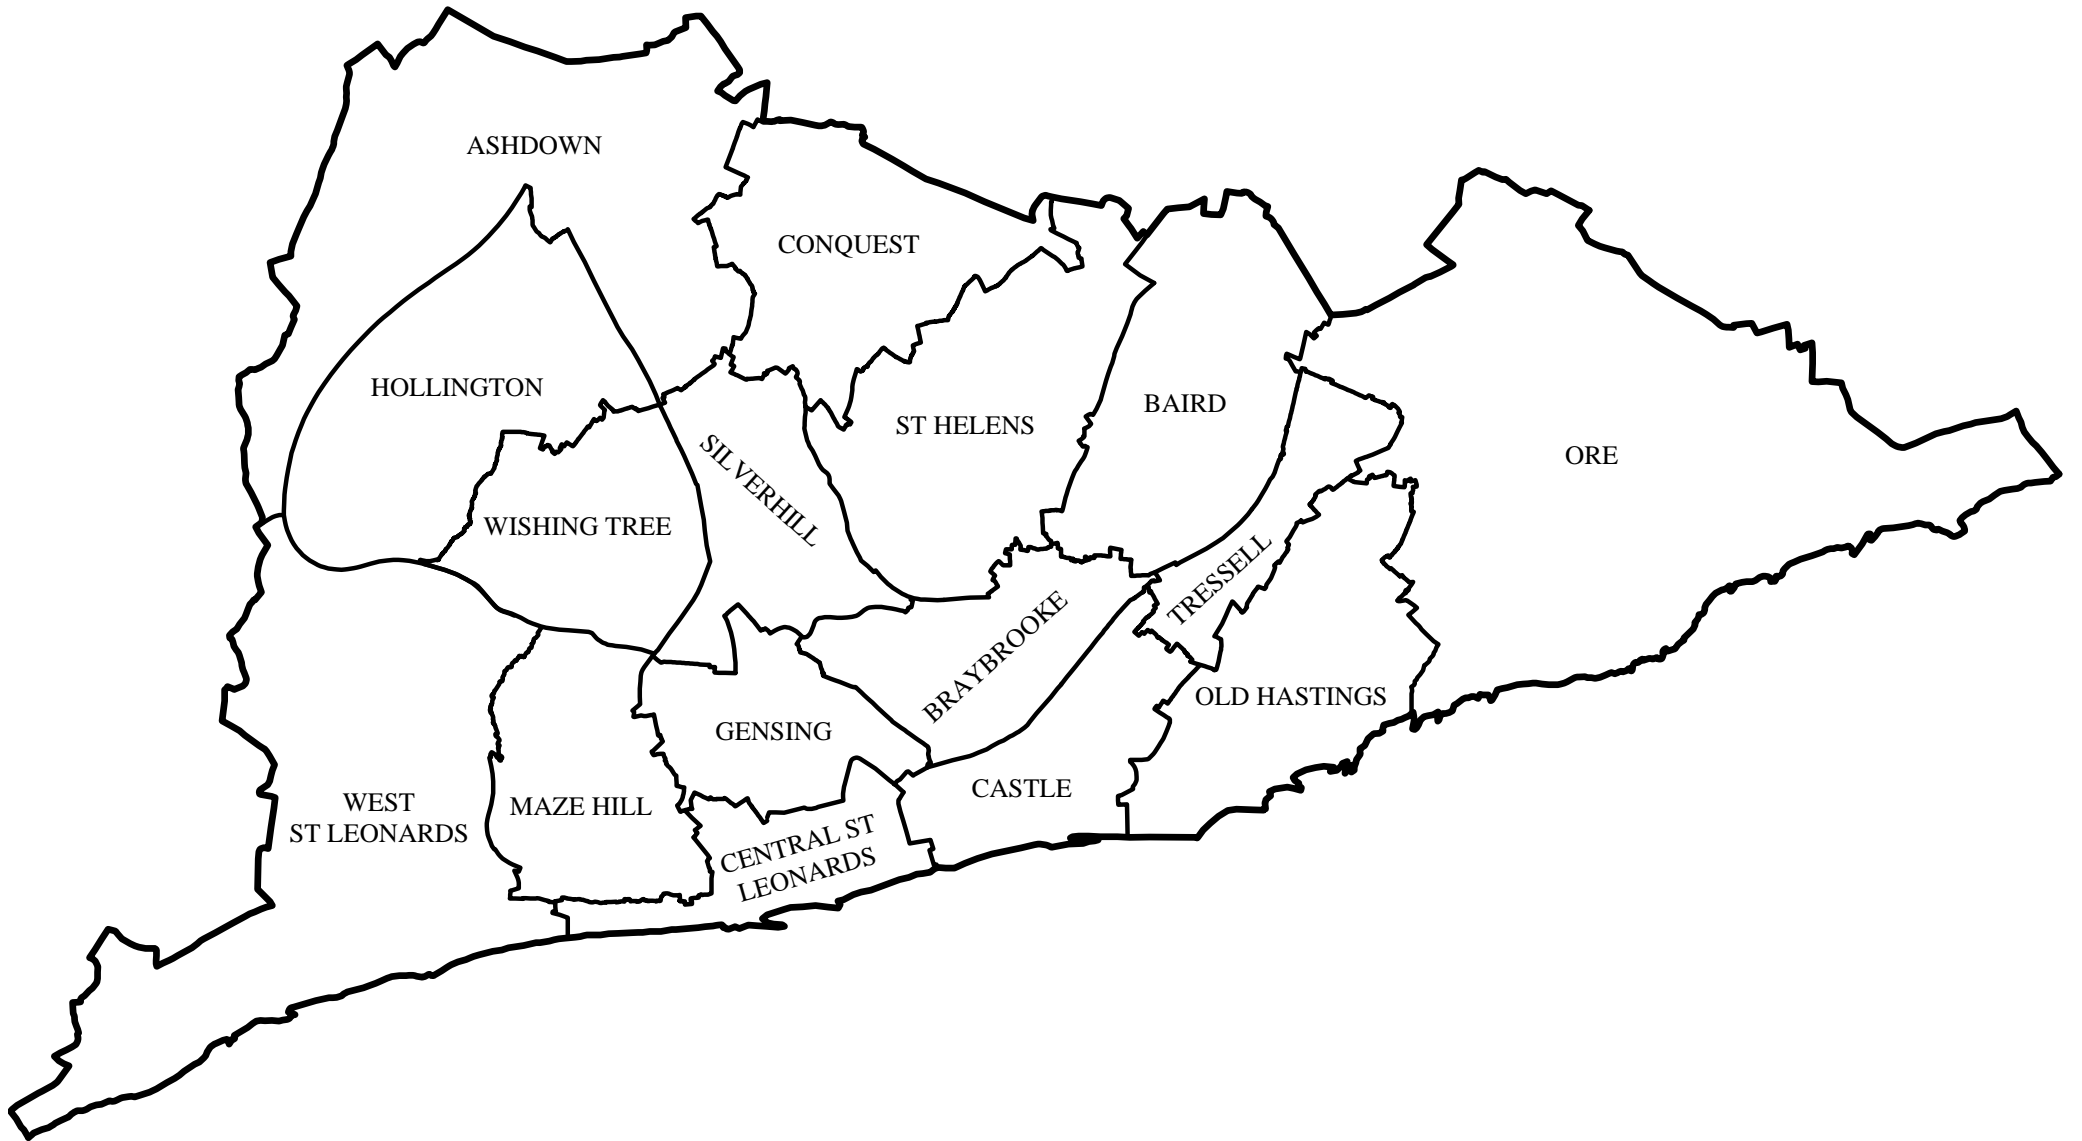 ASHDOWN
CONQUEST
HOLLINGTON
BAIRD
ST HELENS
ORE
SILVERHILL
WISHING TREE
TRESSELL
BRAYBROOKE
OLD HASTINGS
GENSING
CASTLE
WEST
ST LEONARDS
MAZE HILL
CENTRAL ST
LEONARDS